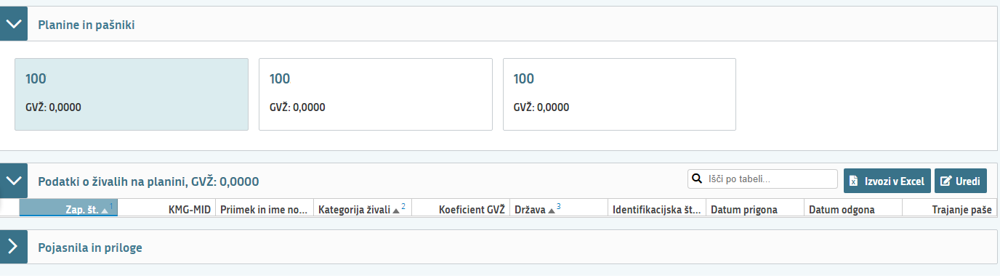 Planine in pašniki
100 100 100
GVŽ: 0,0000 GVŽ: 0,0000 GVŽ: 0,0000
Podatki o živalih na planini, GVŽ: 0,0000 Išči po tabeli... Izvozi v Excel Uredi
Zap. št. 1 KMG-MID Priimek in ime no... Kategorija živali 2 Koeficient GVŽ Država 3 Identifikacijska št... Datum prigona Datum odgona Trajanje paše
Pojasnila in priloge